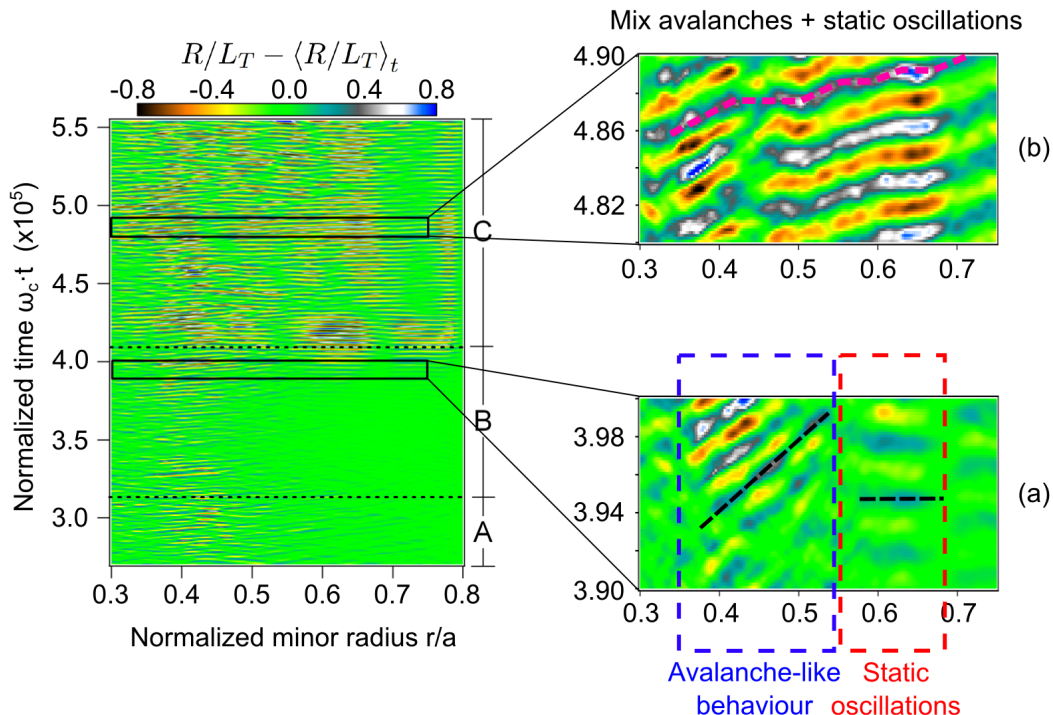 Mix avalanches + static oscillations
R/L_T − ⟨R/L_T⟩_t
-0.8 -0.4 0.0 0.4 0.8
5.5
5.0
4.5
4.0
3.5
3.0
Normalized time ω_c·t (x10^5)
C
B
A
0.3 0.4 0.5 0.6 0.7 0.8
Normalized minor radius r/a
4.90
4.86
4.82
0.3 0.4 0.5 0.6 0.7
(b)
3.98
3.94
3.90
0.3 0.4 0.5 0.6 0.7
(a)
Avalanche-like
behaviour
Static
oscillations